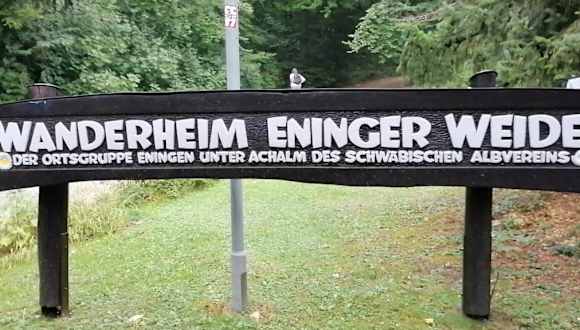 WANDERHEIM ENINGER WEIDE
DER ORTSGRUPPE ENINGEN UNTER ACHALM DES SCHWÄBISCHEN ALBVEREINS